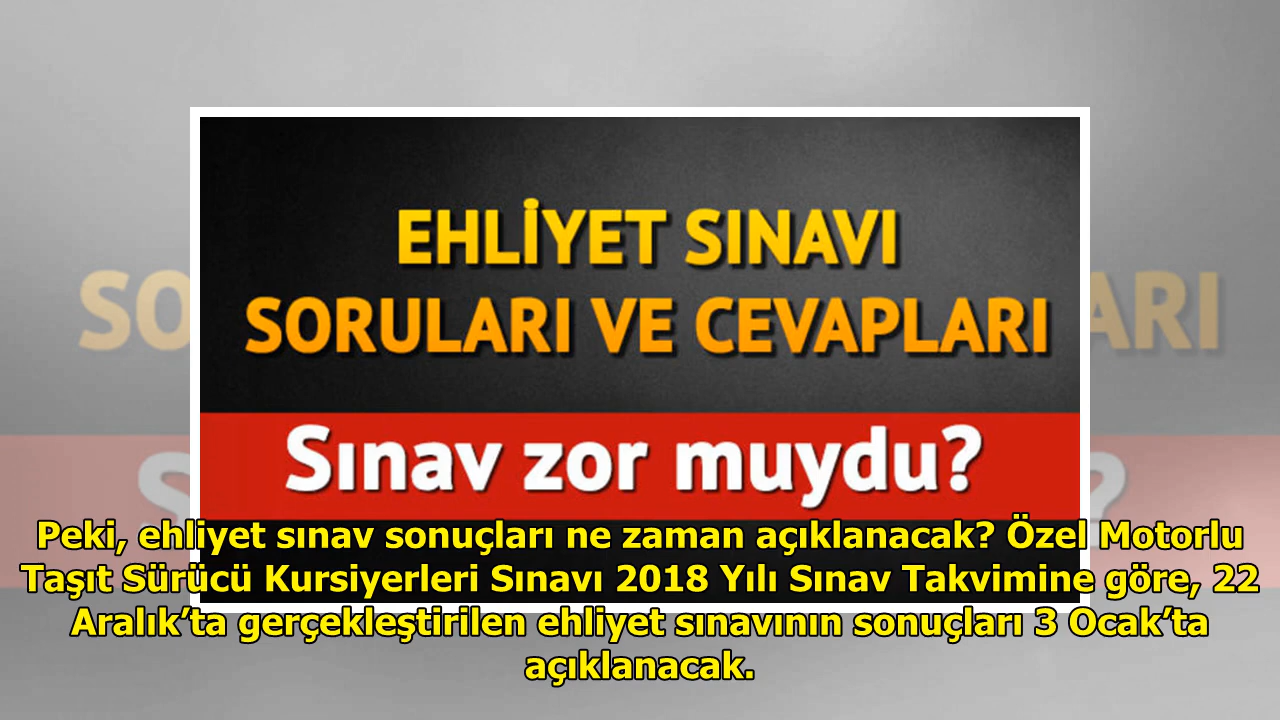 EHLİYET SINAVI
SORULARI VE CEVAPLARI
Sınav zor muydu?
Peki, ehliyet sınav sonuçları ne zaman açıklanacak? Özel Motorlu
Taşıt Sürücü Kursiyerleri Sınavı 2018 Yılı Sınav Takvimine göre, 22
Aralık’ta gerçekleştirilen ehliyet sınavının sonuçları 3 Ocak’ta
açıklanacak.